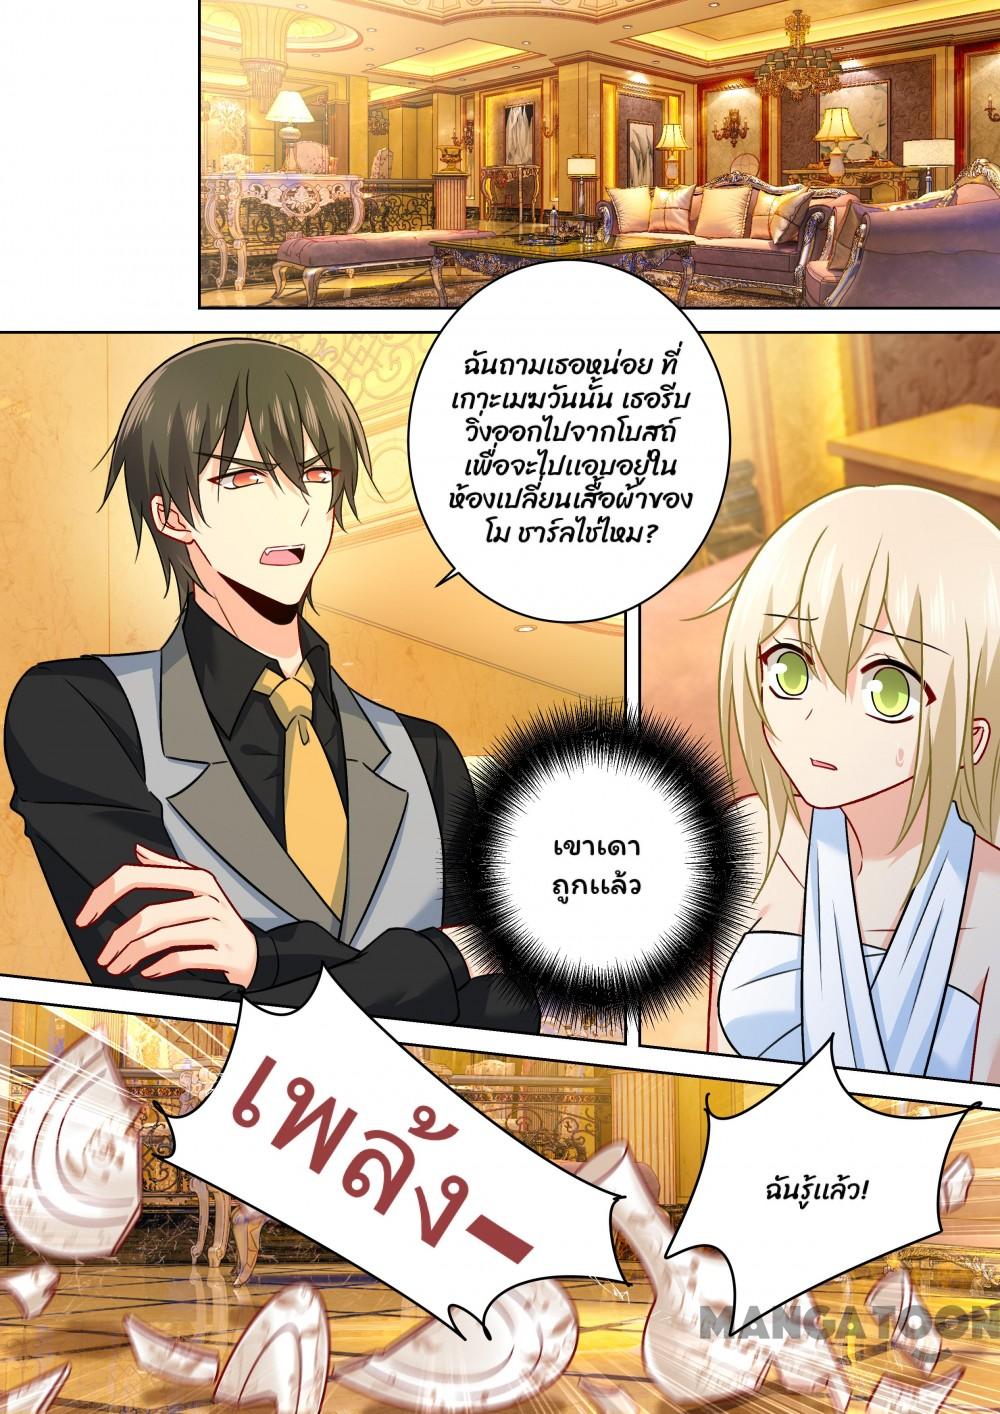 ฉันถามเธอหน่อย ที่
เกาะเมฆวันนั้น เธอรีบ
วิ่งออกไปจากโบสถ์
เพื่อจะไปแอบอยู่ใน
ห้องเปลี่ยนเสื้อผ้าของ
โม ชาร์ลใช่ไหม?
เขาเดา
ถูกแล้ว
เพล้ง-
ฉันรู้แล้ว!
MANGATOON